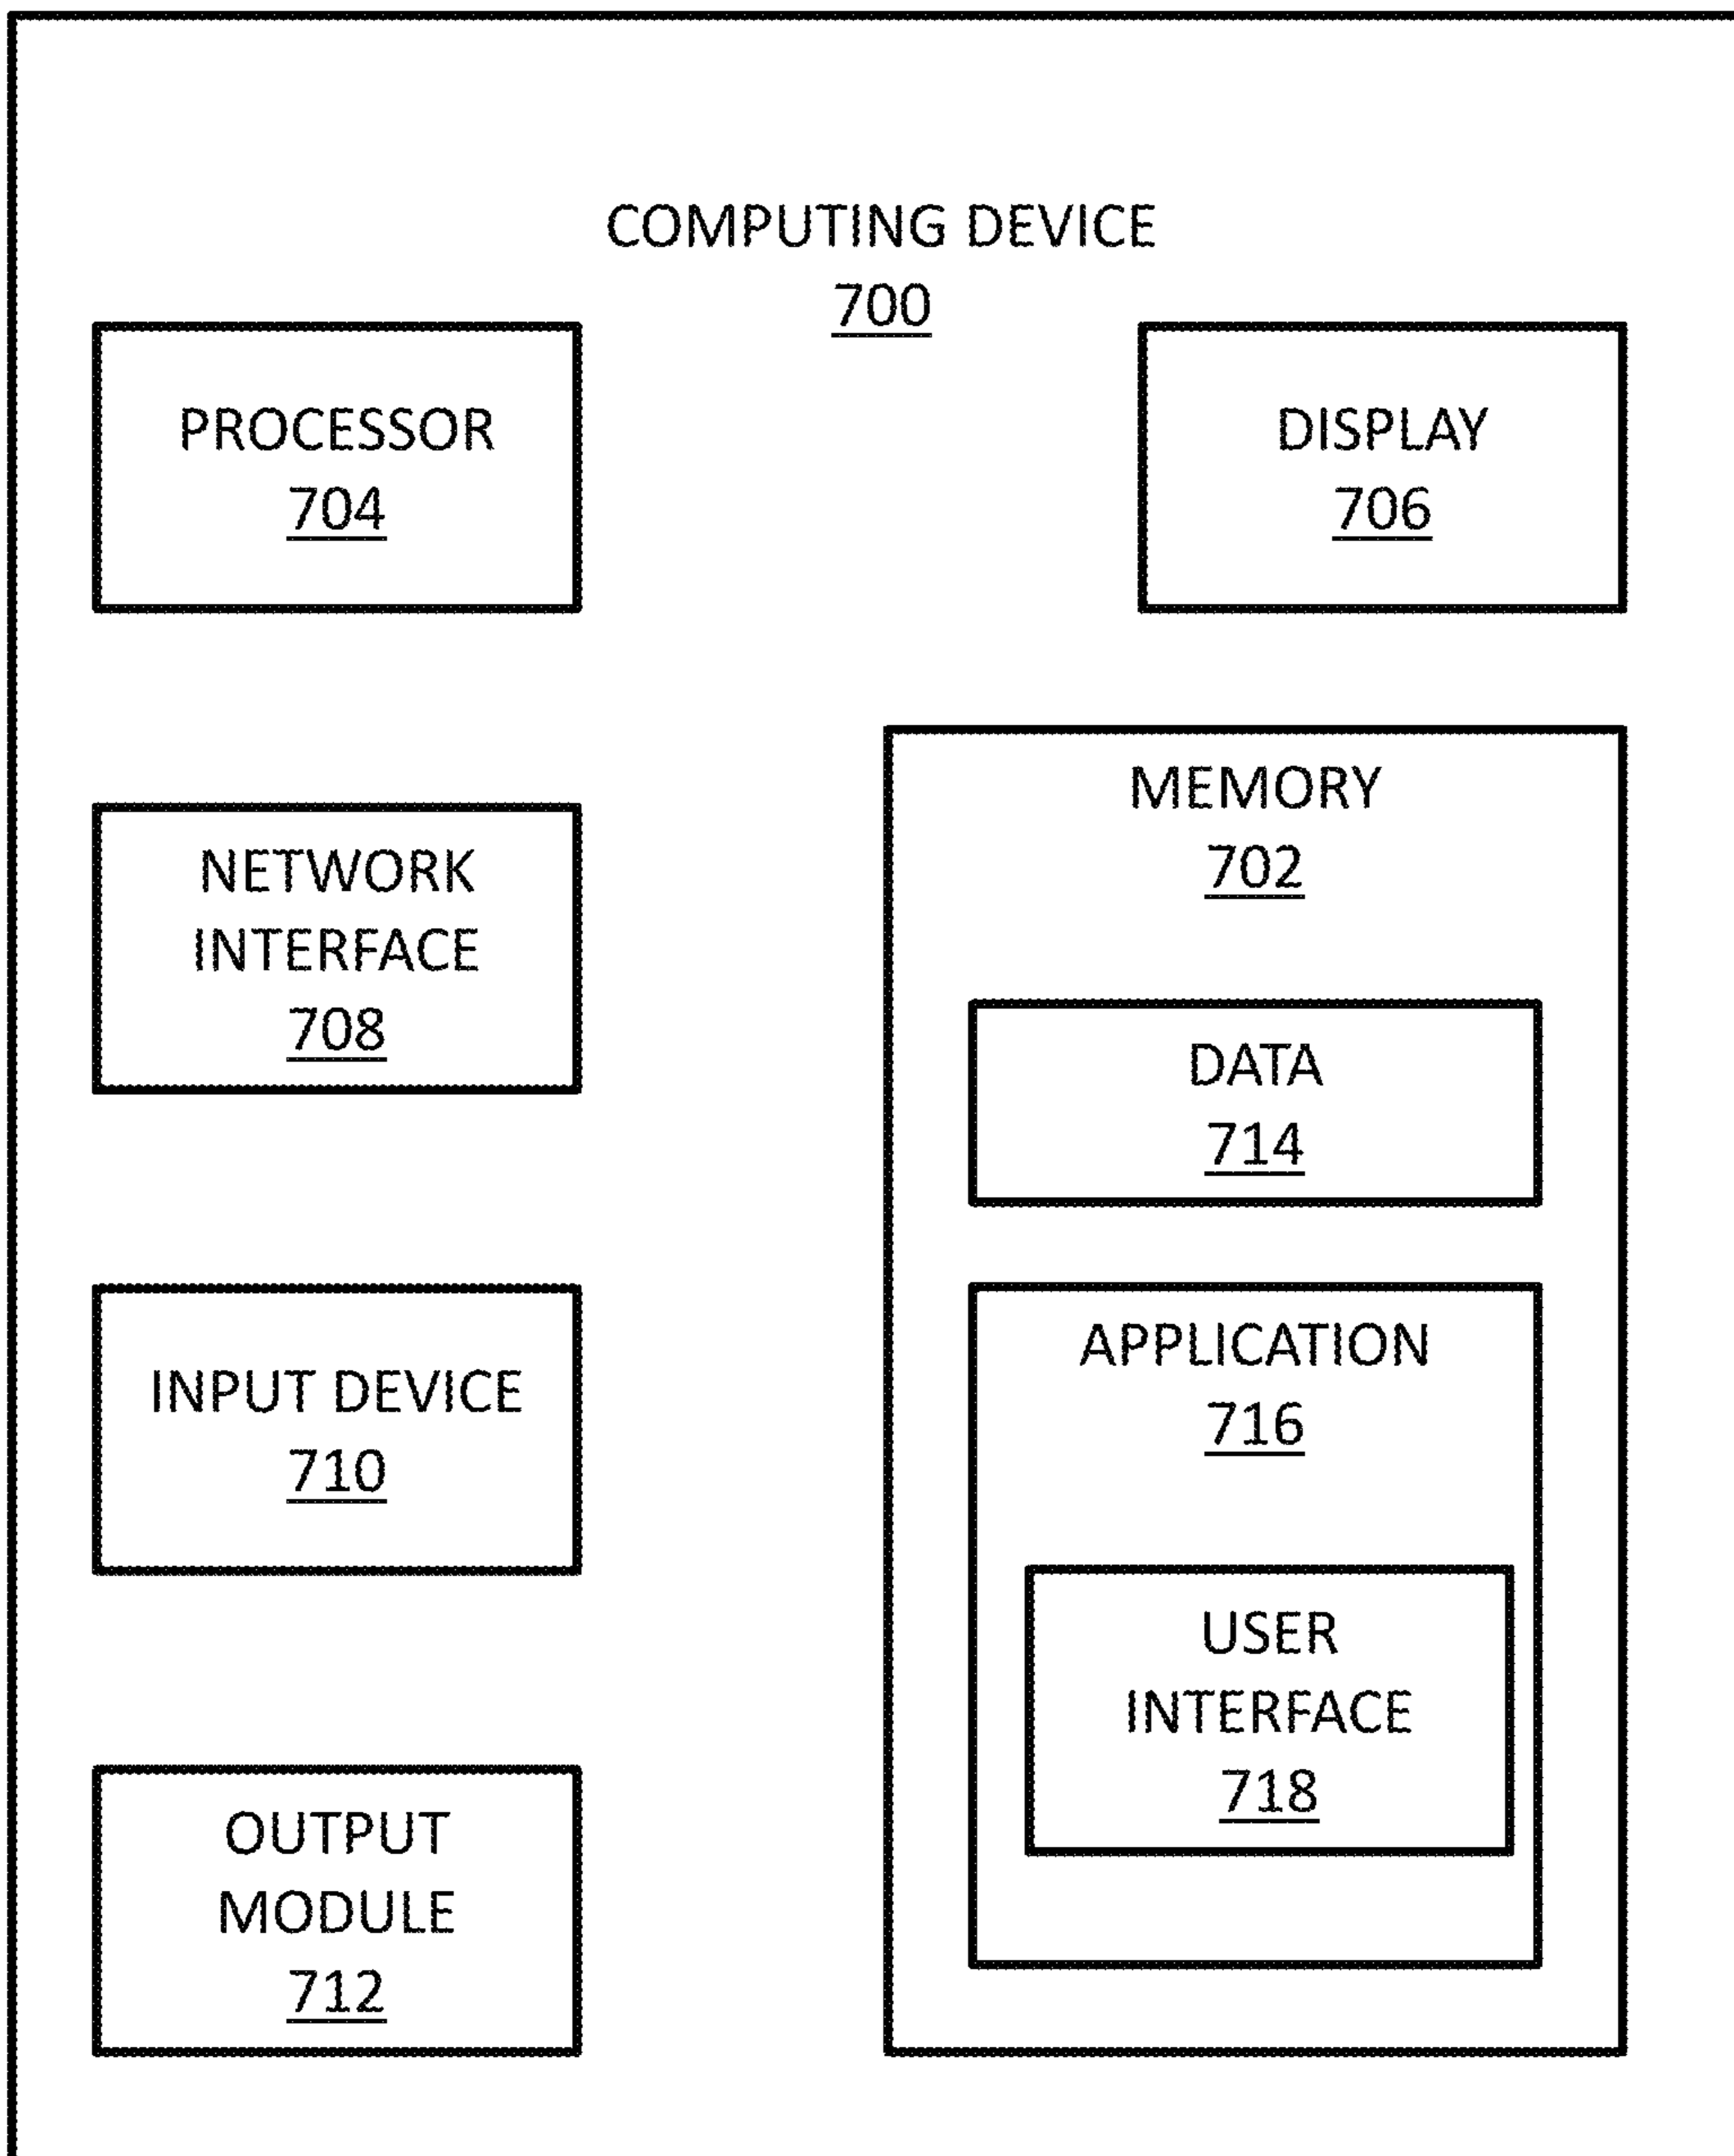 COMPUTING DEVICE
700
PROCESSOR
704
DISPLAY
706
NETWORK
INTERFACE
708
INPUT DEVICE
710
OUTPUT
MODULE
712
MEMORY
702
DATA
714
APPLICATION
716
USER
INTERFACE
718